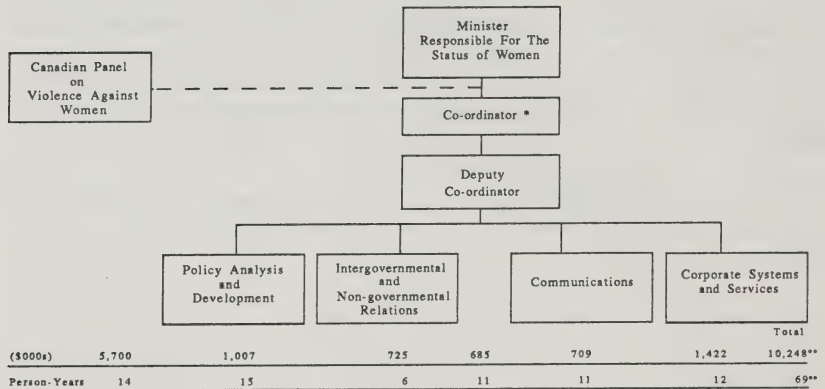 Minister
Responsible For The
Status of Women
Canadian Panel
on
Violence Against
Women
Co-ordinator *
Deputy
Co-ordinator
Policy Analysis
and
Development
Intergovernmental
and
Non-governmental
Relations
Communications
Corporate Systems
and Services
Total
($000s) 5,700 1,007 725 685 709 1,422 10,248**
Person-Years 14 15 6 11 11 12 69**